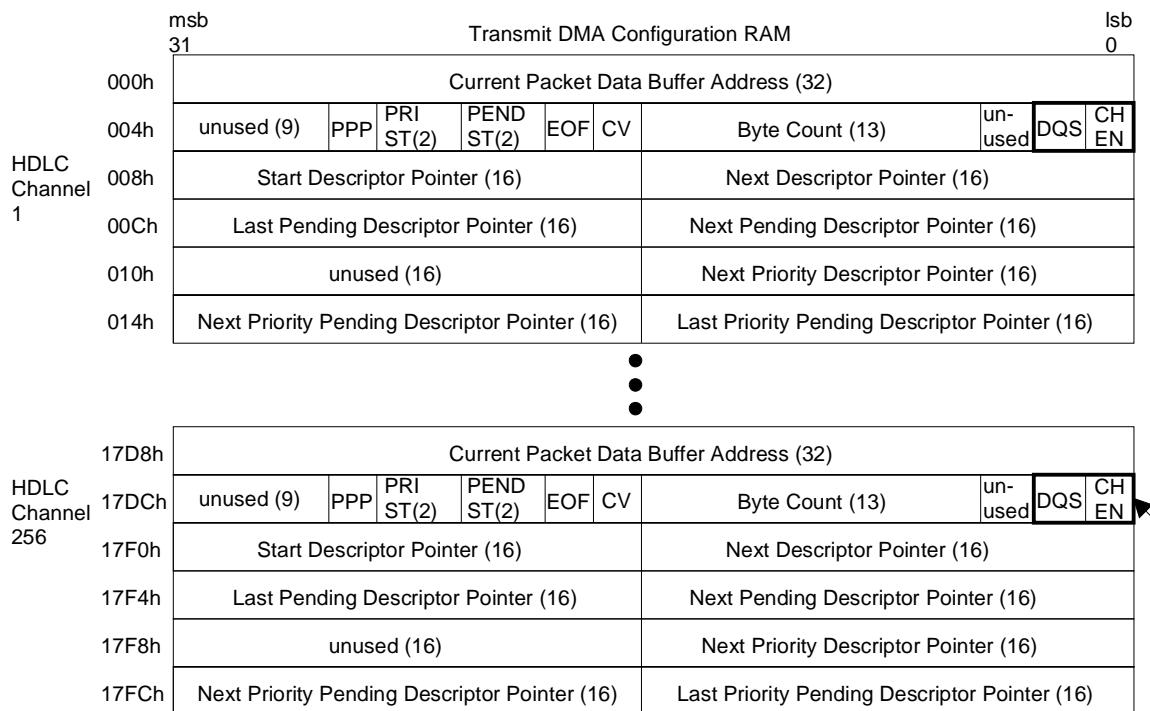 msb
31
Transmit DMA Configuration RAM
lsb
0
000h
Current Packet Data Buffer Address (32)
HDLC
Channel
1
004h
unused (9)
PPP
PRI
ST(2)
PEND
ST(2)
EOF
CV
Byte Count (13)
un-
used
DQS
CH
EN
008h
Start Descriptor Pointer (16)
Next Descriptor Pointer (16)
00Ch
Last Pending Descriptor Pointer (16)
Next Pending Descriptor Pointer (16)
010h
unused (16)
Next Priority Descriptor Pointer (16)
014h
Next Priority Pending Descriptor Pointer (16)
Last Priority Pending Descriptor Pointer (16)
17D8h
Current Packet Data Buffer Address (32)
HDLC
Channel
256
17DCh
unused (9)
PPP
PRI
ST(2)
PEND
ST(2)
EOF
CV
Byte Count (13)
un-
used
DQS
CH
EN
17F0h
Start Descriptor Pointer (16)
Next Descriptor Pointer (16)
17F4h
Last Pending Descriptor Pointer (16)
Next Pending Descriptor Pointer (16)
17F8h
unused (16)
Next Priority Descriptor Pointer (16)
17FCh
Next Priority Pending Descriptor Pointer (16)
Last Priority Pending Descriptor Pointer (16)